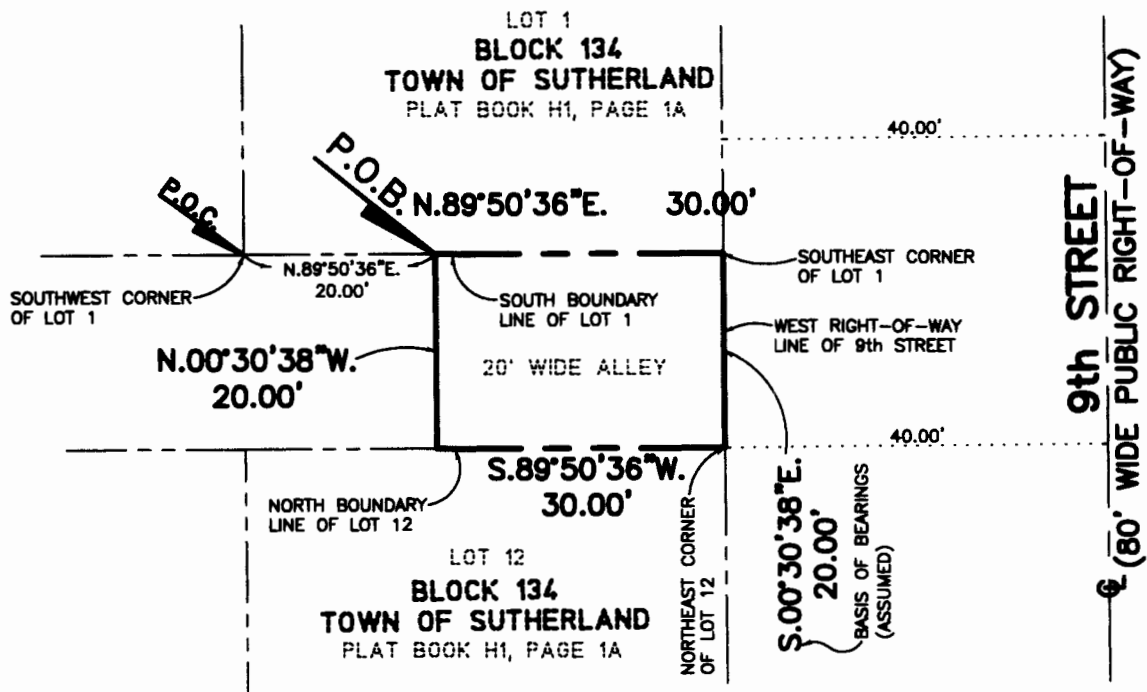 LOT 1
BLOCK 134
TOWN OF SUTHERLAND
PLAT BOOK H1, PAGE 1A
40.00'
P.O.C.
P.O.B.
N.89°50'36"E. 30.00'
N.89°50'36"E.
20.00'
SOUTHWEST CORNER
OF LOT 1
SOUTH BOUNDARY
LINE OF LOT 1
SOUTHEAST CORNER
OF LOT 1
WEST RIGHT-OF-WAY
LINE OF 9th STREET
N.00°30'38"W.
20.00'
20' WIDE ALLEY
40.00'
S.89°50'36"W.
30.00'
NORTH BOUNDARY
LINE OF LOT 12
NORTHEAST CORNER
OF LOT 12
S.00°30'38"E.
20.00'
BASIS OF BEARINGS
(ASSUMED)
LOT 12
BLOCK 134
TOWN OF SUTHERLAND
PLAT BOOK H1, PAGE 1A
9th STREET
℄ (80' WIDE PUBLIC RIGHT-OF-WAY)